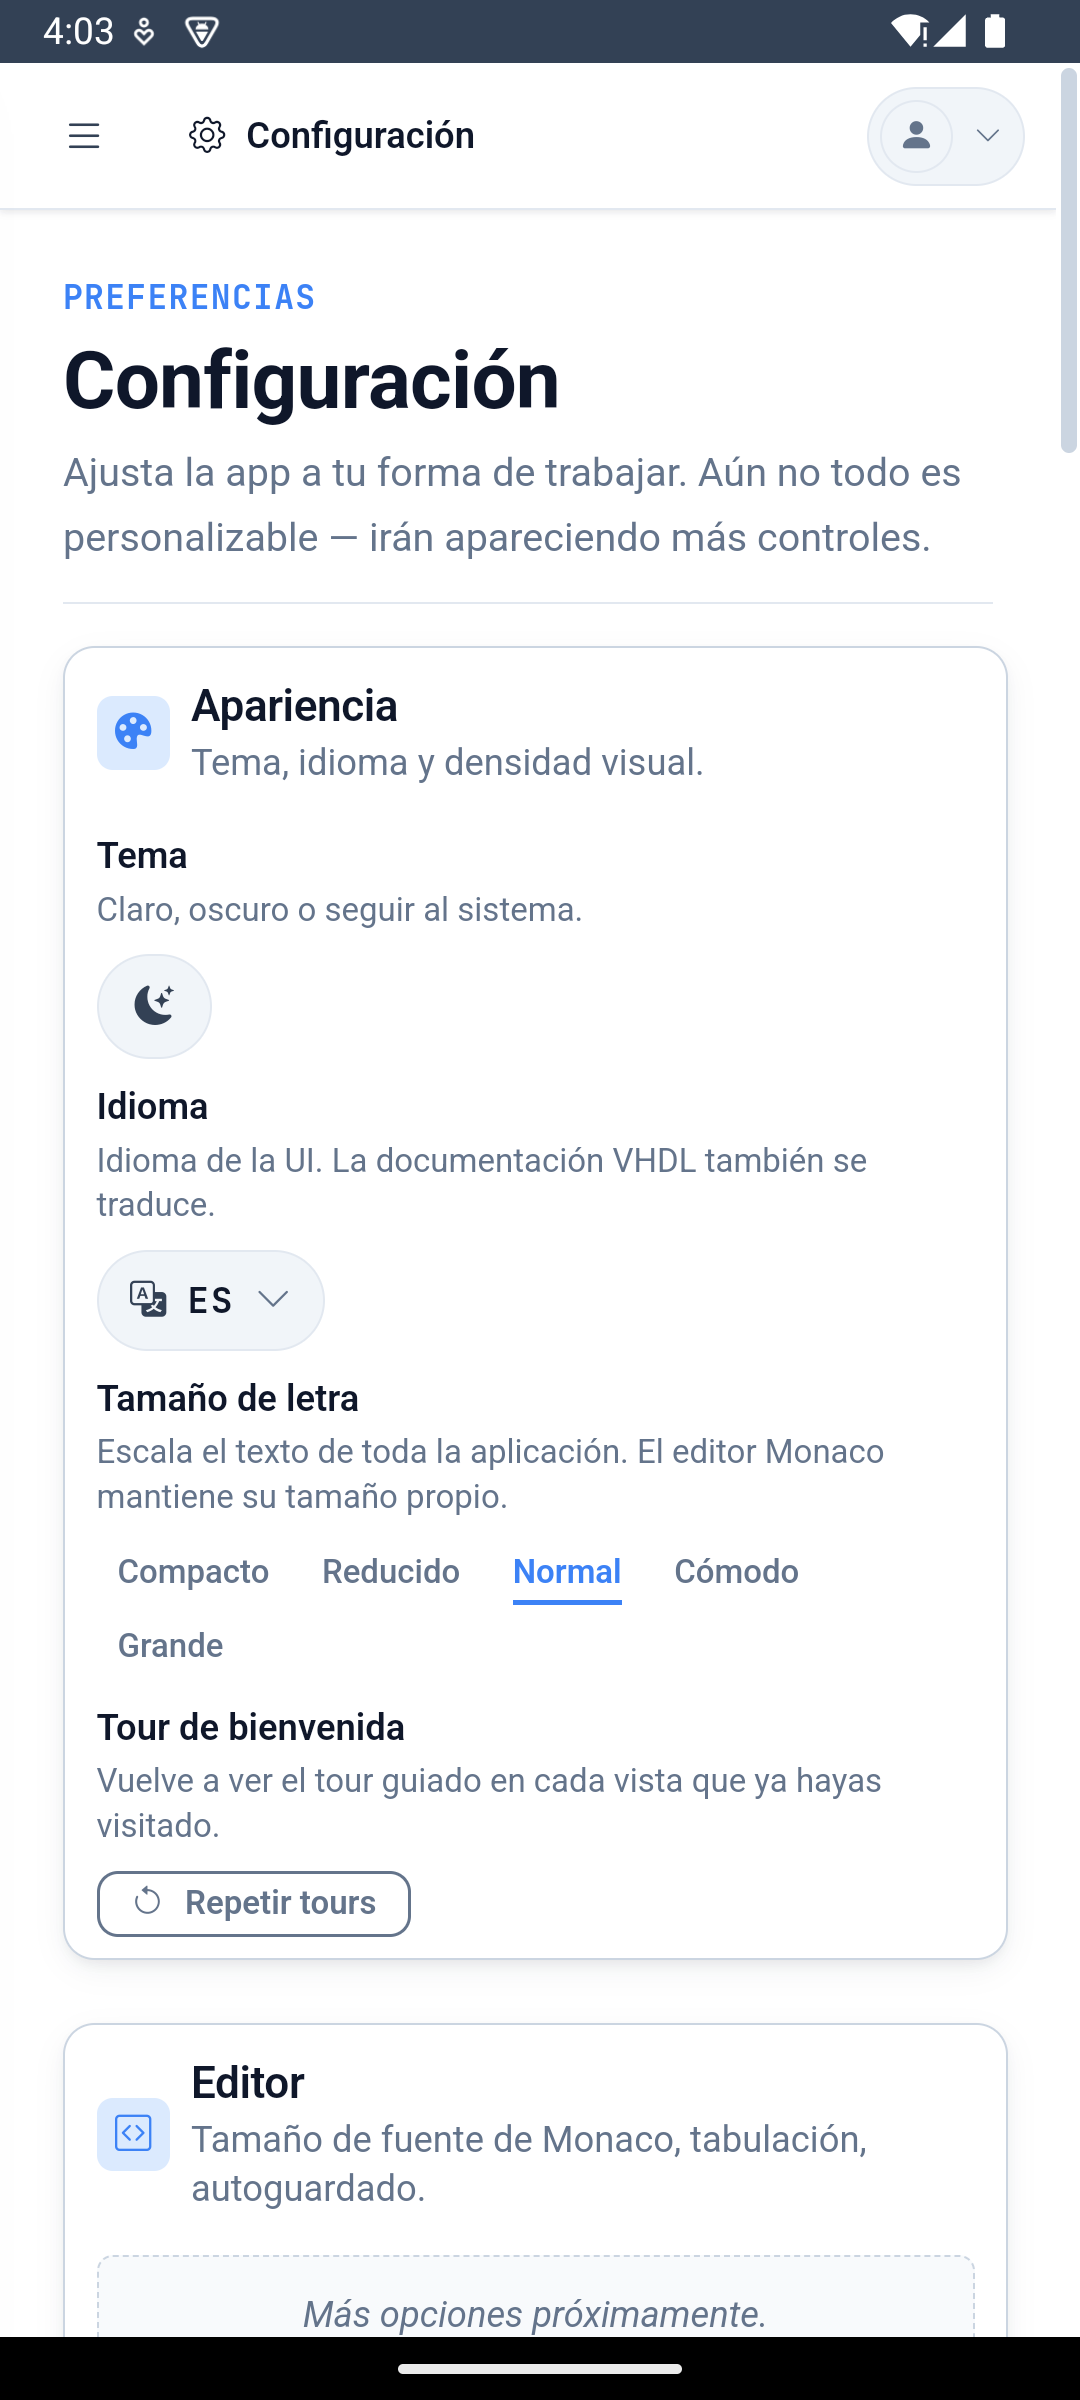 4:03
Configuración
PREFERENCIAS
Configuración
Ajusta la app a tu forma de trabajar. Aún no todo es
personalizable — irán apareciendo más controles.
Apariencia
Tema, idioma y densidad visual.
Tema
Claro, oscuro o seguir al sistema.
Idioma
Idioma de la UI. La documentación VHDL también se
traduce.
ES
Tamaño de letra
Escala el texto de toda la aplicación. El editor Monaco
mantiene su tamaño propio.
Compacto Reducido Normal Cómodo
Grande
Tour de bienvenida
Vuelve a ver el tour guiado en cada vista que ya hayas
visitado.
Repetir tours
Editor
Tamaño de fuente de Monaco, tabulación,
autoguardado.
Más opciones próximamente.